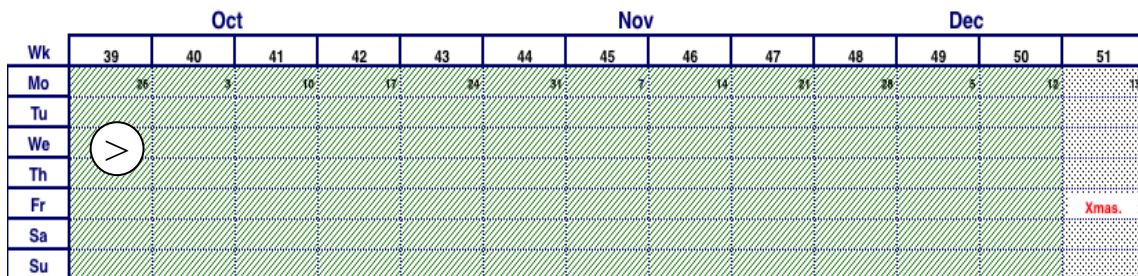 Oct Nov Dec
Wk 39 40 41 42 43 44 45 46 47 48 49 50 51
Mo 26 3 10 17 24 31 7 14 21 28 5 12
Tu
We >
Th
Fr Xmas.
Sa
Su